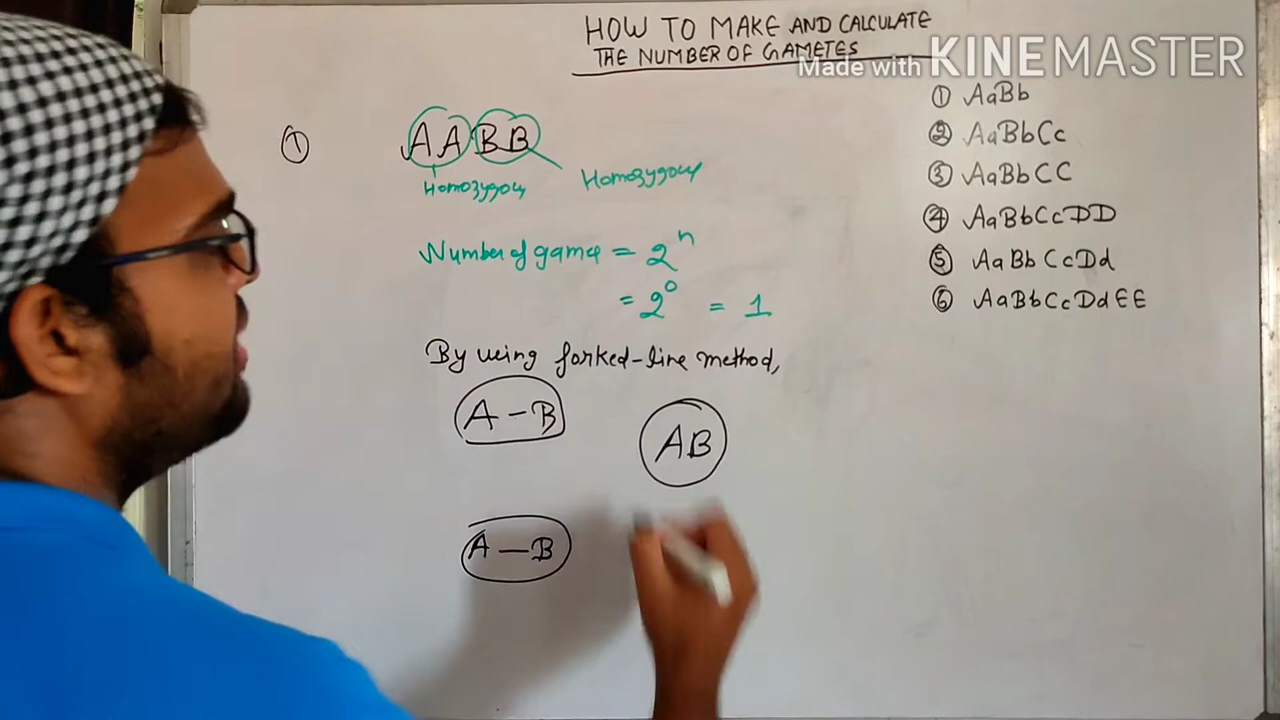 HOW TO MAKE AND CALCULATE
THE NUMBER OF GAMETES
Made with KINEMASTER
① AABB
Homozygous Homozygous
Number of game = 2ⁿ
= 2⁰ = 1
By using forked-line method,
A - B
AB
A - B
① AaBb
② AaBbCc
③ AaBbCC
④ AaBbCcDD
⑤ AaBbCcDd
⑥ AaBbCcDdEE